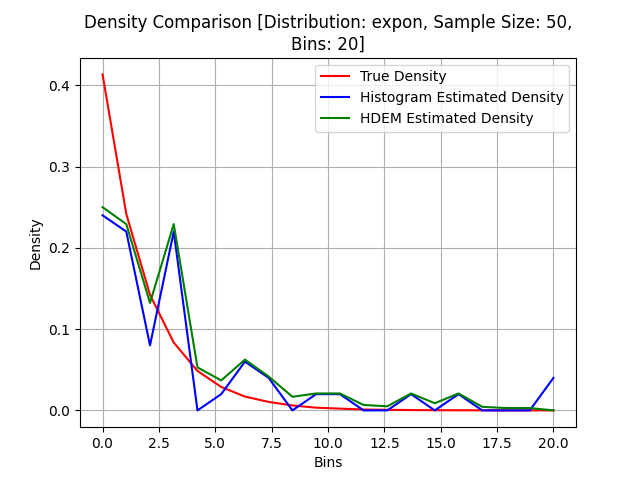 Density Comparison [Distribution: expon, Sample Size: 50,
Bins: 20]
True Density
Histogram Estimated Density
HDEM Estimated Density
Density
0.4
0.3
0.2
0.1
0.0
0.0 2.5 5.0 7.5 10.0 12.5 15.0 17.5 20.0
Bins